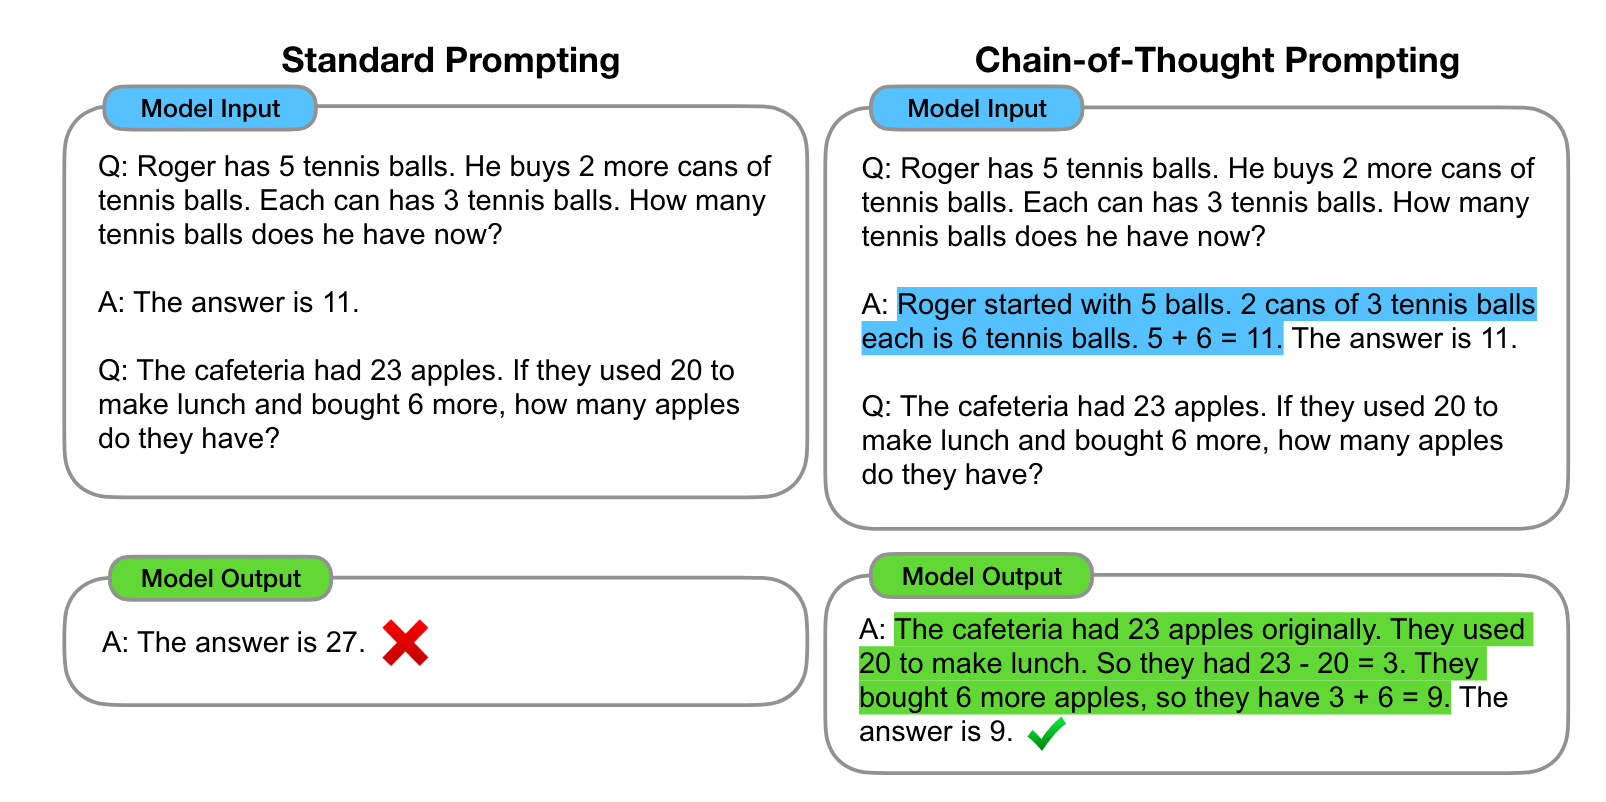 Standard Prompting
Model Input
Q: Roger has 5 tennis balls. He buys 2 more cans of
tennis balls. Each can has 3 tennis balls. How many
tennis balls does he have now?
A: The answer is 11.
Q: The cafeteria had 23 apples. If they used 20 to
make lunch and bought 6 more, how many apples
do they have?
Model Output
A: The answer is 27.
Chain-of-Thought Prompting
Model Input
Q: Roger has 5 tennis balls. He buys 2 more cans of
tennis balls. Each can has 3 tennis balls. How many
tennis balls does he have now?
A: Roger started with 5 balls. 2 cans of 3 tennis balls
each is 6 tennis balls. 5 + 6 = 11. The answer is 11.
Q: The cafeteria had 23 apples. If they used 20 to
make lunch and bought 6 more, how many apples
do they have?
Model Output
A: The cafeteria had 23 apples originally. They used
20 to make lunch. So they had 23 - 20 = 3. They
bought 6 more apples, so they have 3 + 6 = 9. The
answer is 9.